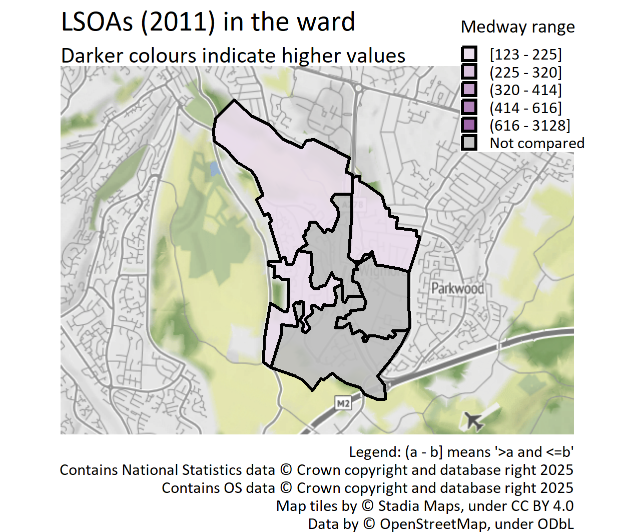 LSOAs (2011) in the ward
Darker colours indicate higher values
Medway range
[123 - 225]
(225 - 320]
(320 - 414]
(414 - 616]
(616 - 3128]
Not compared
Parkwood
M2
Legend: (a - b] means '>a and <=b'
Contains National Statistics data © Crown copyright and database right 2025
Contains OS data © Crown copyright and database right 2025
Map tiles by © Stadia Maps, under CC BY 4.0
Data by © OpenStreetMap, under ODbL